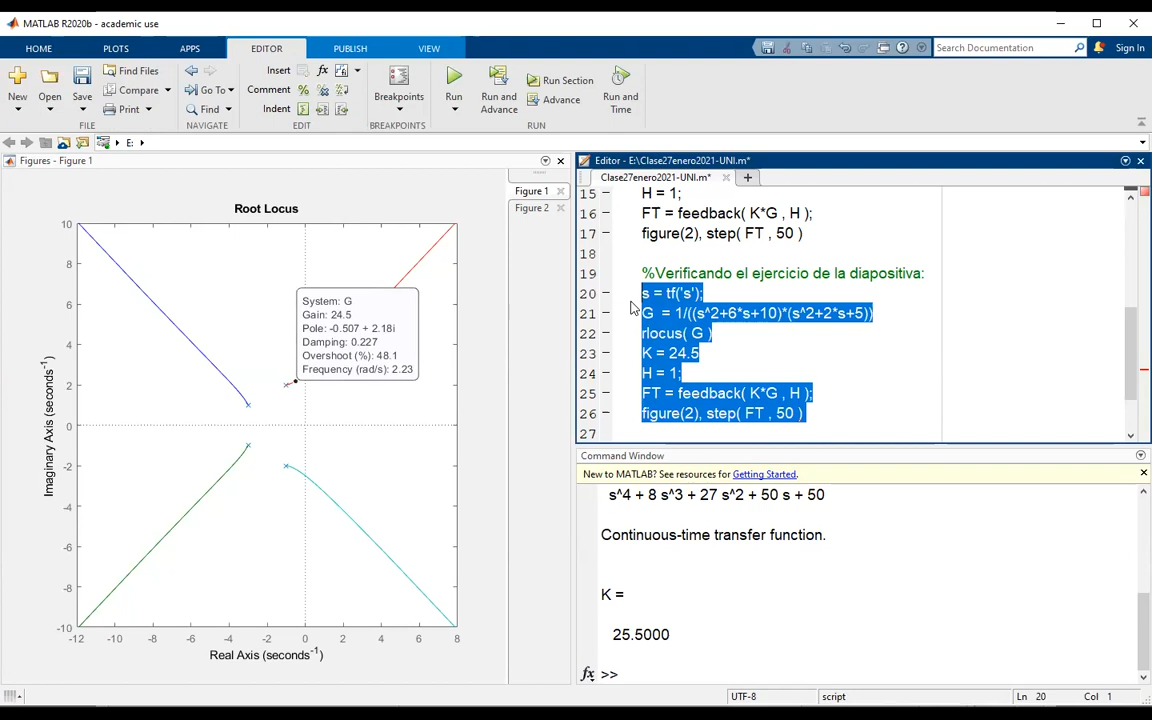 MATLAB R2020b - academic use
HOME PLOTS APPS EDITOR PUBLISH VIEW Search Documentation Sign In
New Open Save Find Files Compare Print Go To Find Insert fx Comment % Indent Breakpoints Run Run and Advance Run Section Advance Run and Time
FILE NAVIGATE EDIT BREAKPOINTS RUN
E:
Figures - Figure 1
Figure 1
Figure 2
Root Locus
10
8
6
4
2
0
-2
-4
-6
-8
-10
-12 -10 -8 -6 -4 -2 0 2 4 6 8
Imaginary Axis (seconds-1)
Real Axis (seconds-1)
System: G
Gain: 24.5
Pole: -0.507 + 2.18i
Damping: 0.227
Overshoot (%): 48.1
Frequency (rad/s): 2.23
Editor - E:\Clase27enero2021-UNI.m*
Clase27enero2021-UNI.m*
15 – H = 1;
16 – FT = feedback( K*G , H );
17 – figure(2), step( FT , 50 )
18
19 %Verificando el ejercicio de la diapositiva:
20 – s = tf('s');
21 – G = 1/((s^2+6*s+10)*(s^2+2*s+5))
22 – rlocus( G )
23 – K = 24.5
24 – H = 1;
25 – FT = feedback( K*G , H );
26 – figure(2), step( FT , 50 )
27
Command Window
New to MATLAB? See resources for Getting Started.
s^4 + 8 s^3 + 27 s^2 + 50 s + 50
Continuous-time transfer function.
K =
25.5000
fx >>
UTF-8 script Ln 20 Col 1